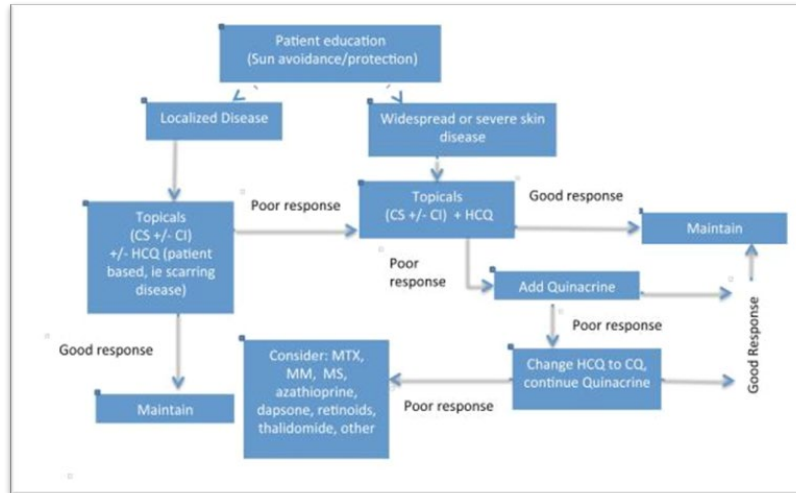 Patient education
(Sun avoidance/protection)
Localized Disease
Widespread or severe skin
disease
Topicals
(CS +/- CI)
+/- HCQ (patient
based, ie scarring
disease)
Poor response
Topicals
(CS +/- CI) + HCQ
Good response
Maintain
Poor
response
Add Quinacrine
Poor response
Good Response
Good response
Maintain
Change HCQ to CQ,
continue Quinacrine
Poor response
Consider: MTX,
MM, MS,
azathioprine,
dapsone, retinoids,
thalidomide, other